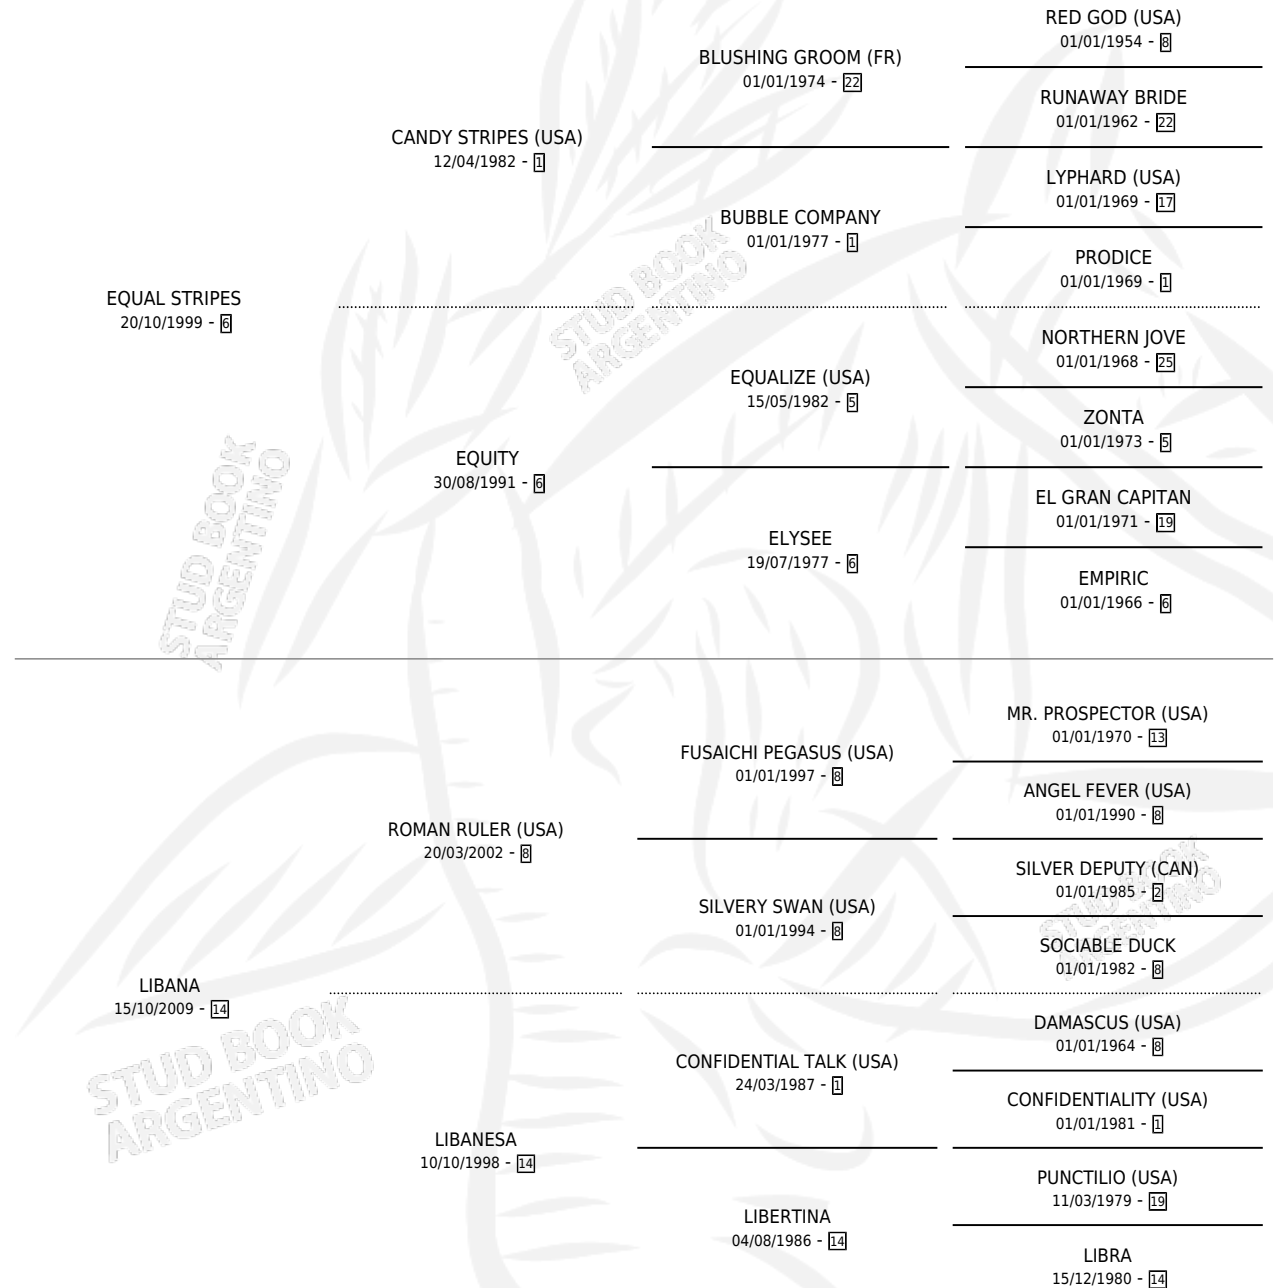 RED GOD (USA)
01/01/1954 - 8
BLUSHING GROOM (FR)
01/01/1974 - 22
RUNAWAY BRIDE
01/01/1962 - 22
CANDY STRIPES (USA)
12/04/1982 - 1
LYPHARD (USA)
01/01/1969 - 17
BUBBLE COMPANY
01/01/1977 - 1
PRODICE
01/01/1969 - 1
EQUAL STRIPES
20/10/1999 - 6
STUD BOOK
ARGENTINO
NORTHERN JOVE
01/01/1968 - 25
EQUALIZE (USA)
15/05/1982 - 5
ZONTA
01/01/1973 - 5
EQUITY
30/08/1991 - 6
EL GRAN CAPITAN
01/01/1971 - 19
ELYSEE
19/07/1977 - 6
EMPIRIC
01/01/1966 - 6
STUD BOOK
ARGENTINO
MR. PROSPECTOR (USA)
01/01/1970 - 13
FUSAICHI PEGASUS (USA)
01/01/1997 - 8
ANGEL FEVER (USA)
01/01/1990 - 8
ROMAN RULER (USA)
20/03/2002 - 8
SILVER DEPUTY (CAN)
01/01/1985 - 2
SILVERY SWAN (USA)
01/01/1994 - 8
STUD BOOK
ARGENTINO
SOCIABLE DUCK
01/01/1982 - 8
LIBANA
15/10/2009 - 14
STUD BOOK
ARGENTINO
DAMASCUS (USA)
01/01/1964 - 8
CONFIDENTIAL TALK (USA)
24/03/1987 - 1
CONFIDENTIALITY (USA)
01/01/1981 - 1
LIBANESA
10/10/1998 - 14
PUNCTILIO (USA)
11/03/1979 - 19
LIBERTINA
04/08/1986 - 14
LIBRA
15/12/1980 - 14